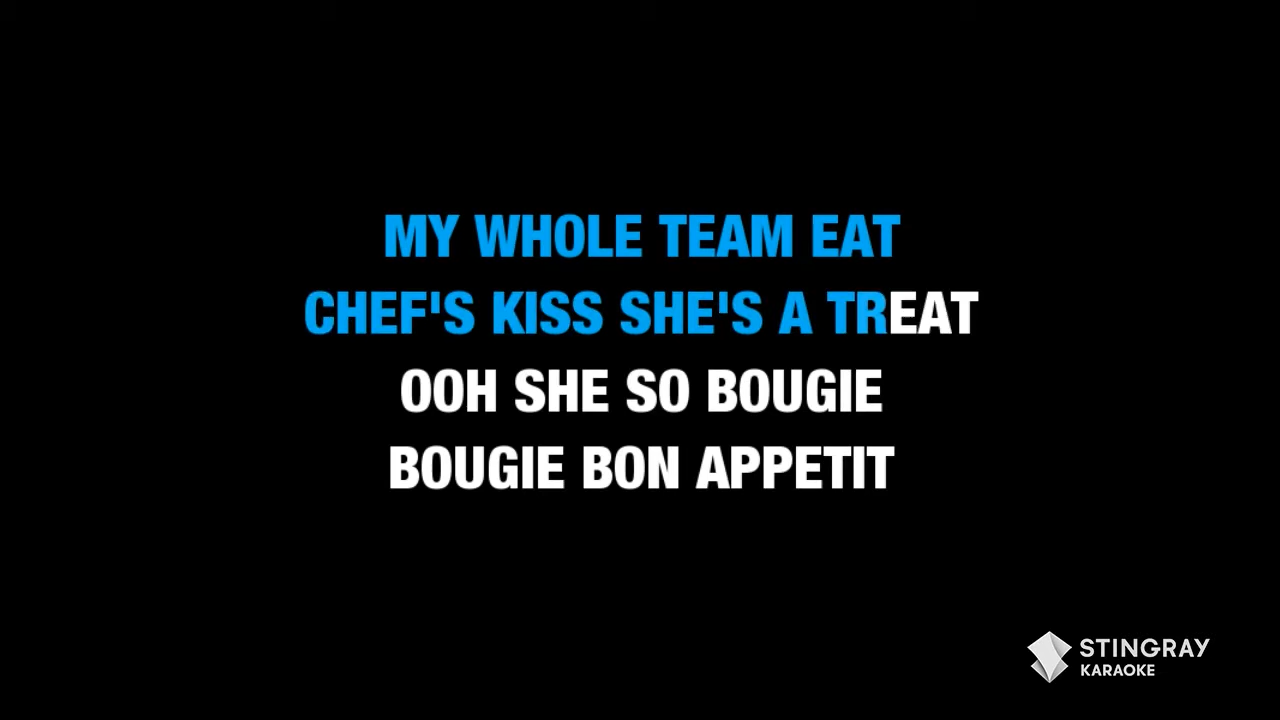 MY WHOLE TEAM EAT
CHEF'S KISS SHE'S A TREAT
OOH SHE SO BOUGIE
BOUGIE BON APPETIT
STINGRAY
KARAOKE